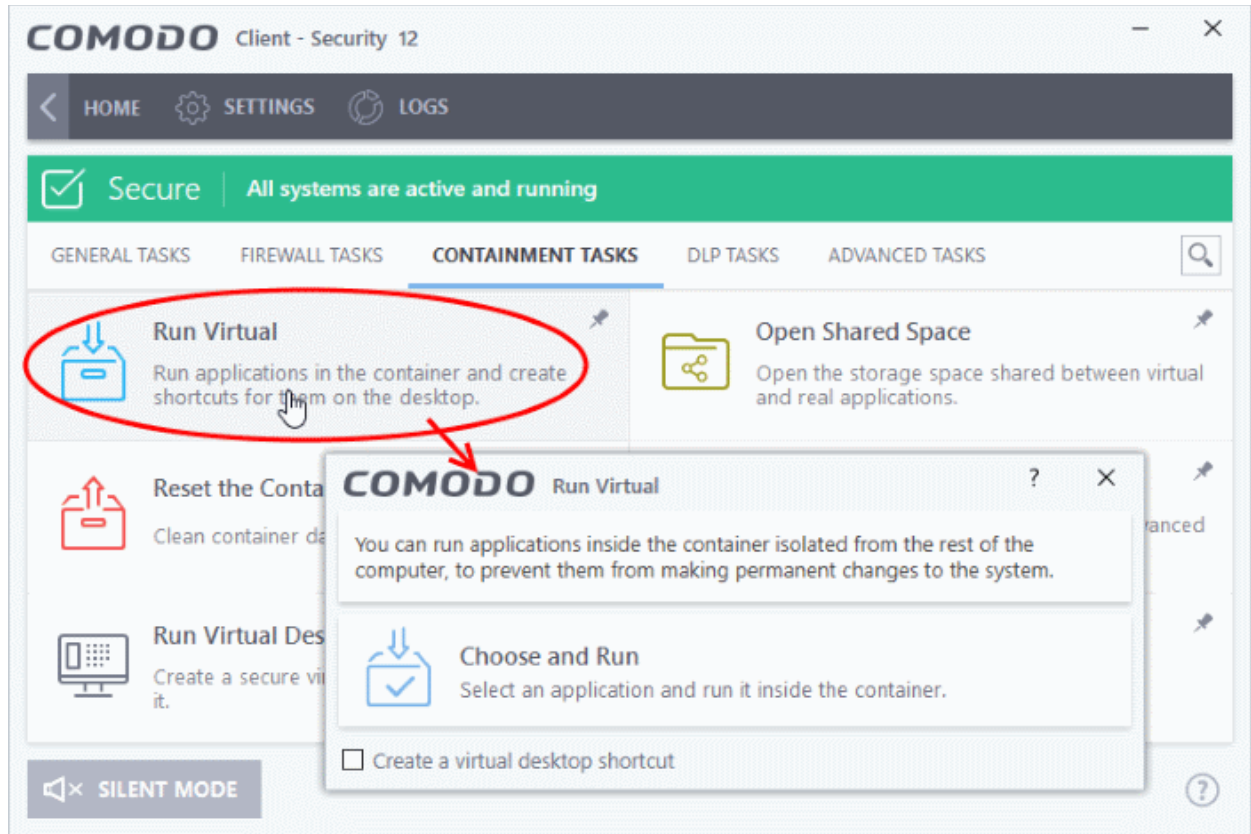 COMODO Client - Security 12
HOME SETTINGS LOGS
Secure All systems are active and running
GENERAL TASKS FIREWALL TASKS CONTAINMENT TASKS DLP TASKS ADVANCED TASKS
Run Virtual
Run applications in the container and create
shortcuts for them on the desktop.
Open Shared Space
Open the storage space shared between virtual
and real applications.
Reset the Conta
Clean container da
anced
Run Virtual Des
Create a secure vi
it.
COMODO Run Virtual ?
You can run applications inside the container isolated from the rest of the
computer, to prevent them from making permanent changes to the system.
Choose and Run
Select an application and run it inside the container.
Create a virtual desktop shortcut
SILENT MODE
?